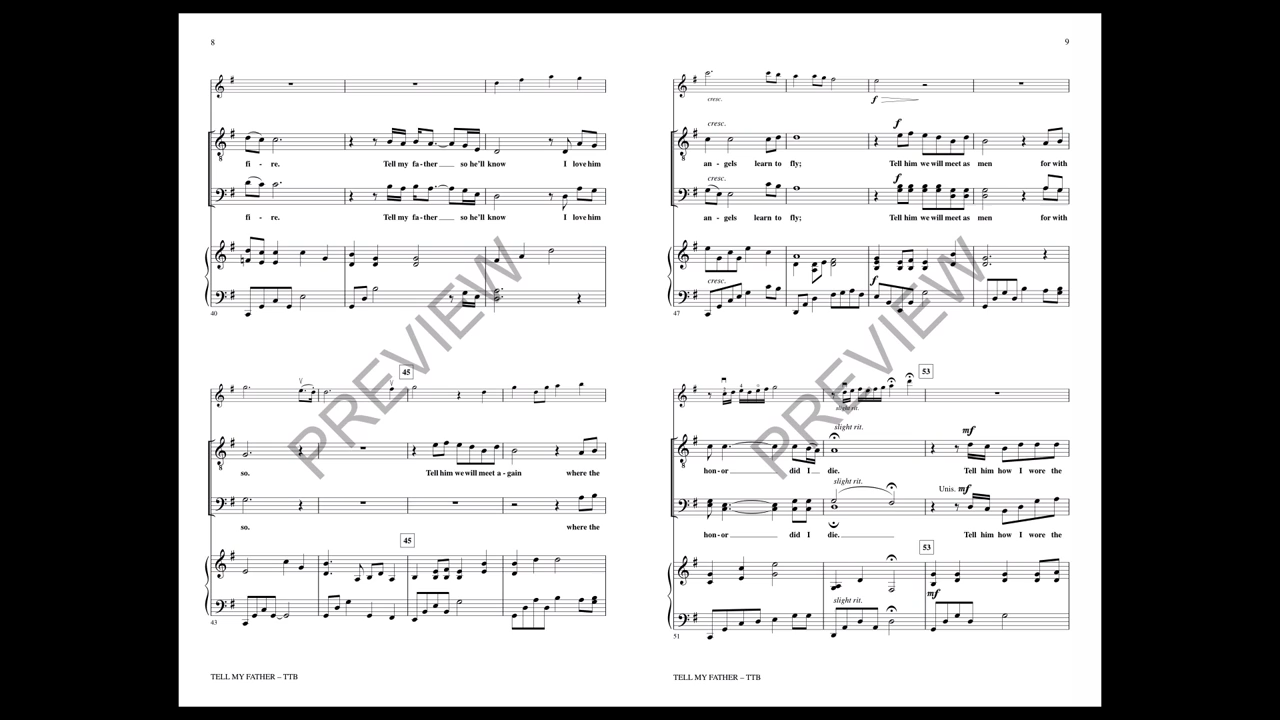 8
fi - re. Tell my fa - ther so he'll know I love him
fi - re. Tell my fa - ther so he'll know I love him
40
45
so. Tell him we will meet a - gain where the
so. where the
45
43
TELL MY FATHER – TTB
9
cresc. f
cresc. f
an - gels learn to fly; Tell him we will meet as men for with
cresc. f
an - gels learn to fly; Tell him we will meet as men for with
cresc. f
47
53
slight rit.
slight rit. mf
hon - or did I die. Tell him how I wore the
slight rit. Unis. mf
hon - or did I die. Tell him how I wore the
53
slight rit. mf
51
TELL MY FATHER – TTB
PREVIEW
PREVIEW